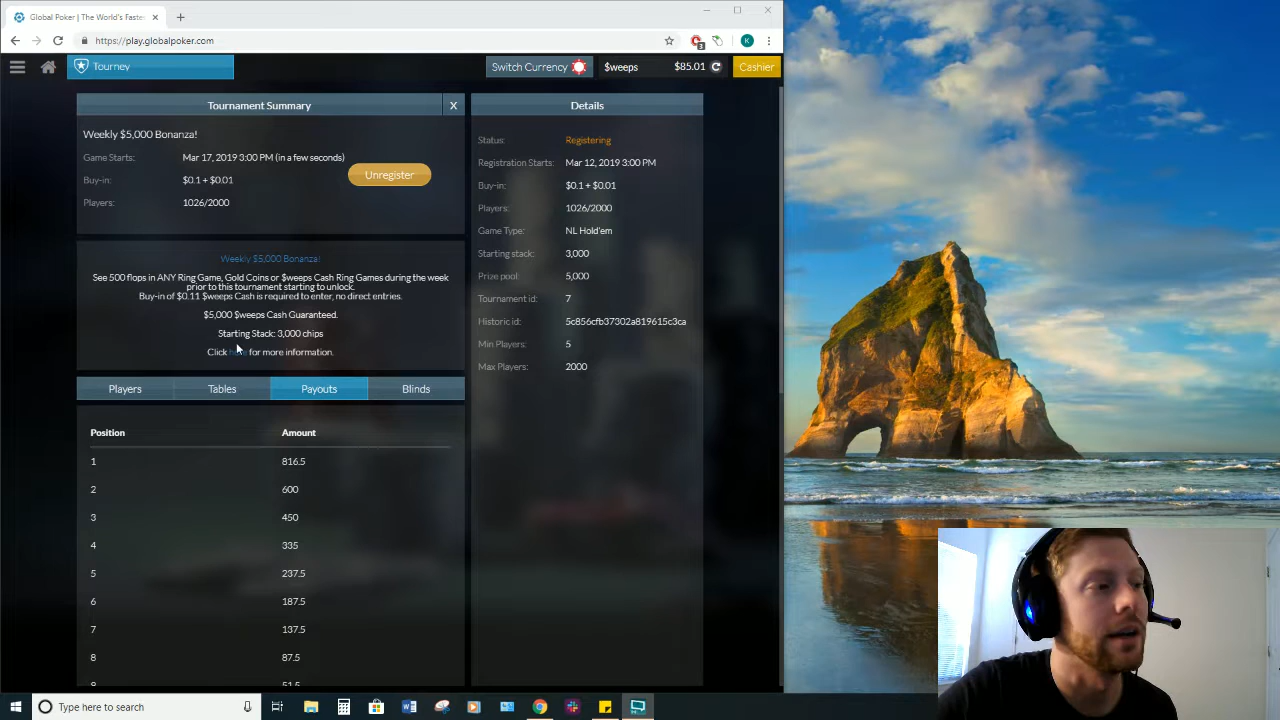 Global Poker | The World's Faste
https://play.globalpoker.com
3
K
Tourney
Switch Currency
$weeps
$85.01
Cashier
Tournament Summary
X
Weekly $5,000 Bonanza!
Game Starts: Mar 17, 2019 3:00 PM (in a few seconds)
Buy-in: $0.1 + $0.01
Players: 1026/2000
Unregister
Weekly $5,000 Bonanza!
See 500 flops in ANY Ring Game, Gold Coins or $weeps Cash Ring Games during the week
prior to this tournament starting to unlock.
Buy-in of $0.11 $weeps Cash is required to enter, no direct entries.
$5,000 $weeps Cash Guaranteed.
Starting Stack: 3,000 chips
Click here for more information.
Players
Tables
Payouts
Blinds
Position Amount
1 816.5
2 600
3 450
4 335
5 237.5
6 187.5
7 137.5
8 87.5
9 51.5
Details
Status: Registering
Registration Starts: Mar 12, 2019 3:00 PM
Buy-in: $0.1 + $0.01
Players: 1026/2000
Game Type: NL Hold'em
Starting stack: 3,000
Prize pool: 5,000
Tournament id: 7
Historic id: 5c856cfb37302a819615c3ca
Min Players: 5
Max Players: 2000
Type here to search